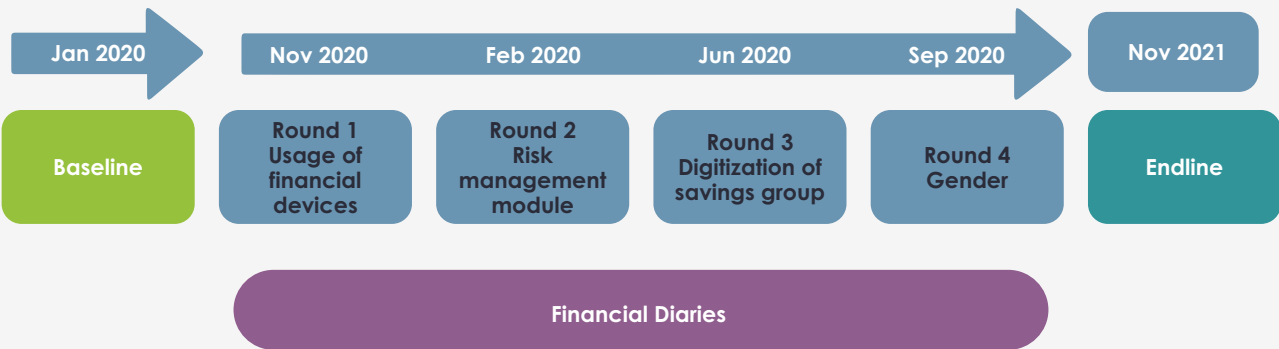 Jan 2020
Nov 2020
Feb 2020
Jun 2020
Sep 2020
Nov 2021
Baseline
Round 1
Usage of
financial
devices
Round 2
Risk
management
module
Round 3
Digitization of
savings group
Round 4
Gender
Endline
Financial Diaries